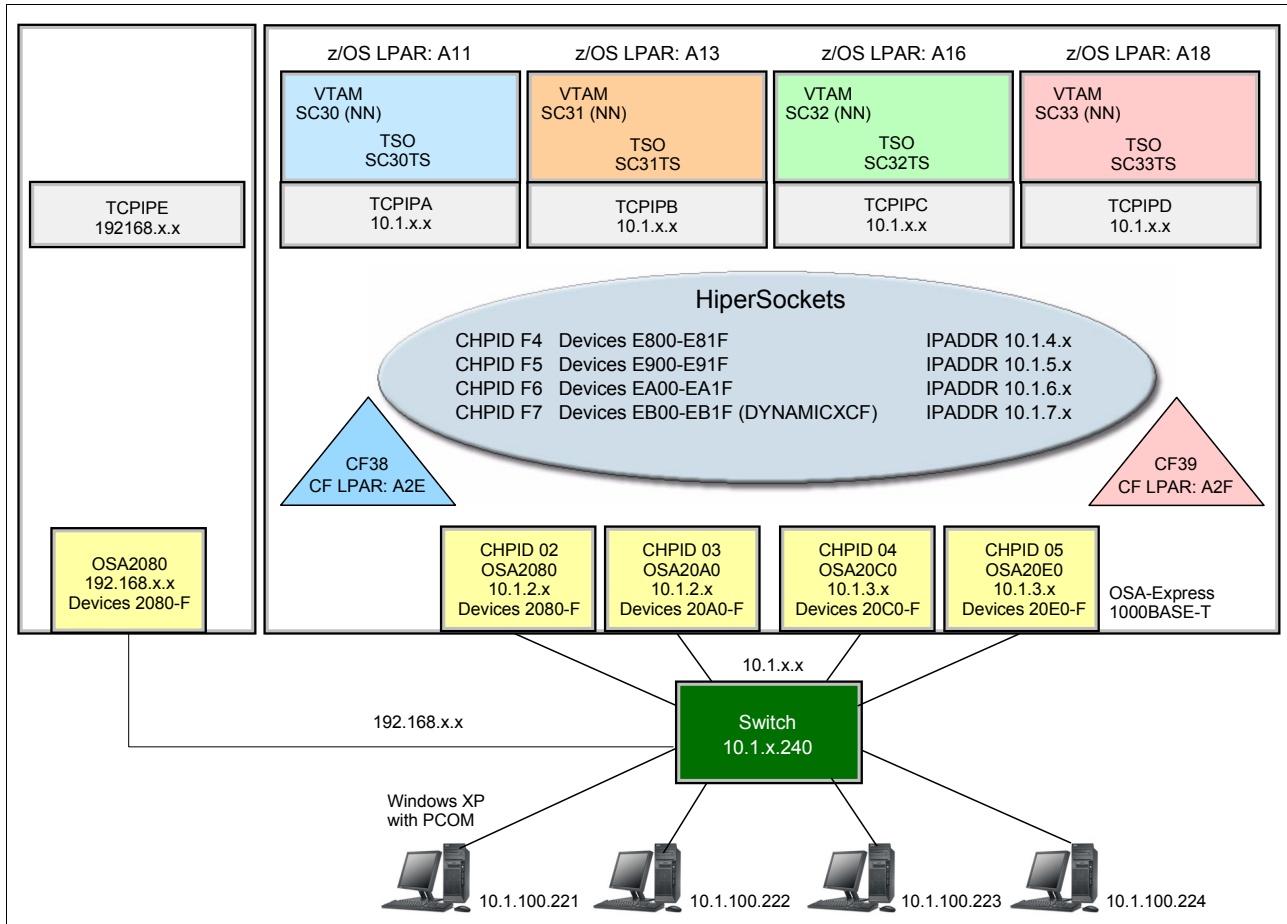 z/OS LPAR: A11
z/OS LPAR: A13
z/OS LPAR: A16
z/OS LPAR: A18
VTAM
SC30 (NN)
TSO
SC30TS
VTAM
SC31 (NN)
TSO
SC31TS
VTAM
SC32 (NN)
TSO
SC32TS
VTAM
SC33 (NN)
TSO
SC33TS
TCPIPE
192168.x.x
TCPIPA
10.1.x.x
TCPIPB
10.1.x.x
TCPIPC
10.1.x.x
TCPIPD
10.1.x.x
HiperSockets
CHPID F4 Devices E800-E81F IPADDR 10.1.4.x
CHPID F5 Devices E900-E91F IPADDR 10.1.5.x
CHPID F6 Devices EA00-EA1F IPADDR 10.1.6.x
CHPID F7 Devices EB00-EB1F (DYNAMICXCF) IPADDR 10.1.7.x
CF38
CF LPAR: A2E
CF39
CF LPAR: A2F
OSA2080
192.168.x.x
Devices 2080-F
CHPID 02
OSA2080
10.1.2.x
Devices 2080-F
CHPID 03
OSA20A0
10.1.2.x
Devices 20A0-F
CHPID 04
OSA20C0
10.1.3.x
Devices 20C0-F
CHPID 05
OSA20E0
10.1.3.x
Devices 20E0-F
OSA-Express
1000BASE-T
10.1.x.x
192.168.x.x
Switch
10.1.x.240
Windows XP
with PCOM
10.1.100.221
10.1.100.222
10.1.100.223
10.1.100.224